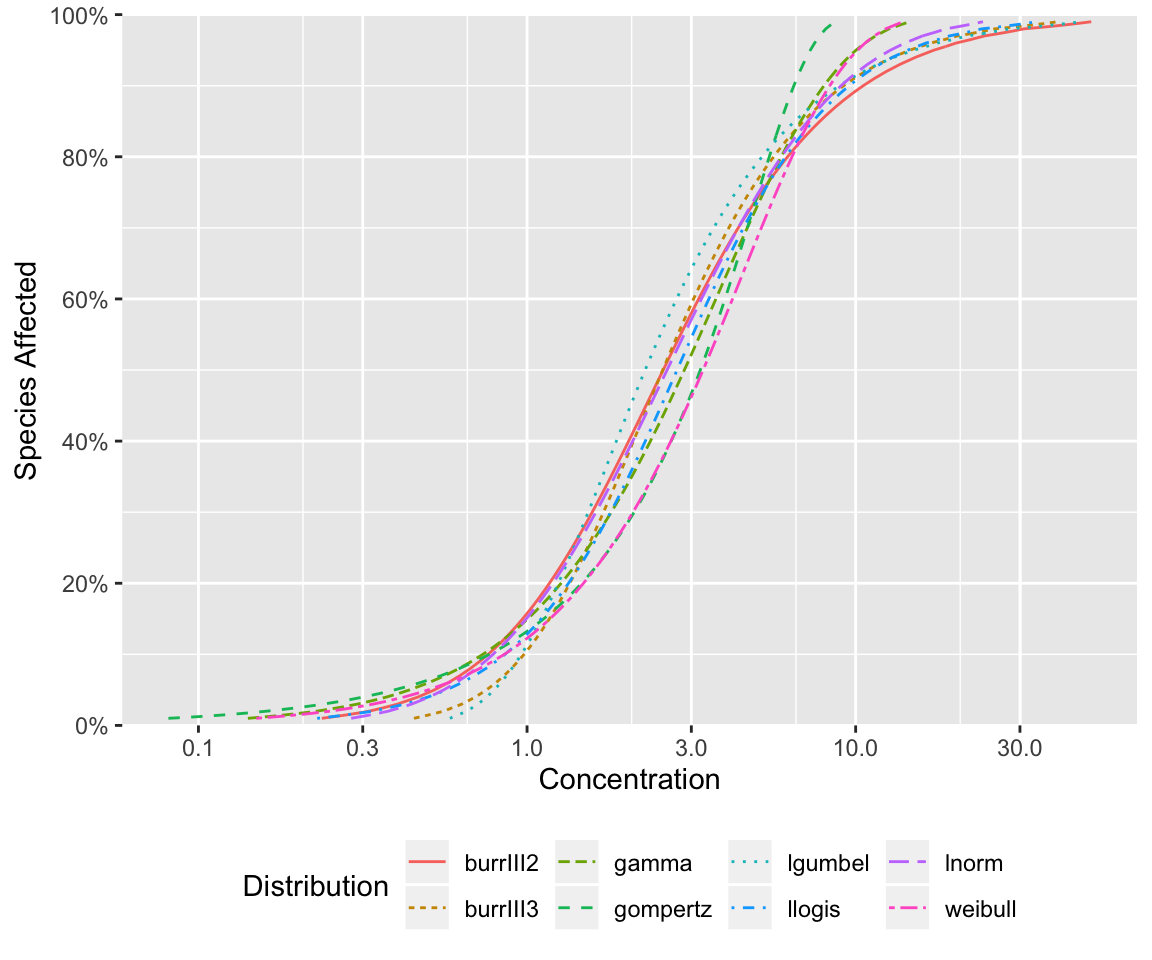 100%
80%
60%
40%
20%
0%
Species Affected
0.1 0.3 1.0 3.0 10.0 30.0
Concentration
Distribution
burrIII2 gamma lgumbel lnorm
burrIII3 gompertz llogis weibull